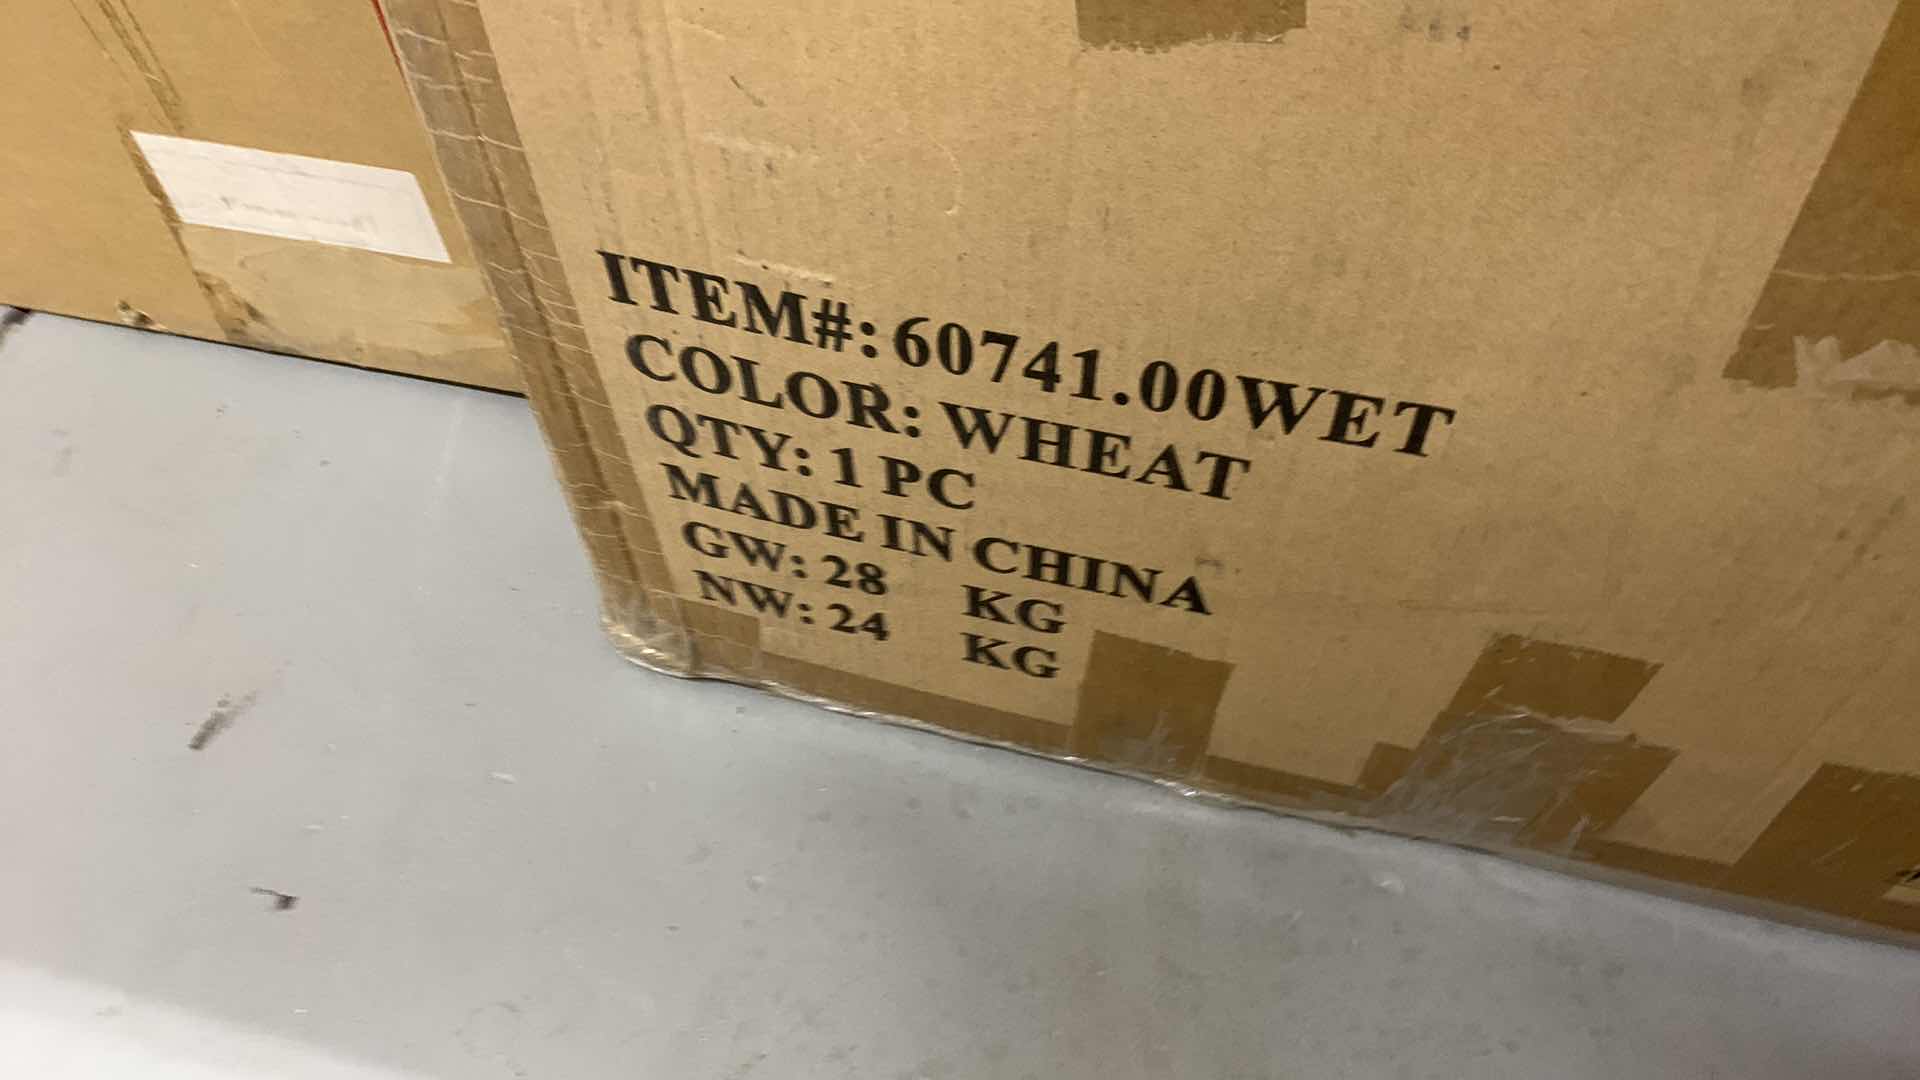 ITEM#: 60741.00WET
COLOR: WHEAT
QTY: 1 PC
MADE IN CHINA
GW: 28 KG
NW: 24 KG